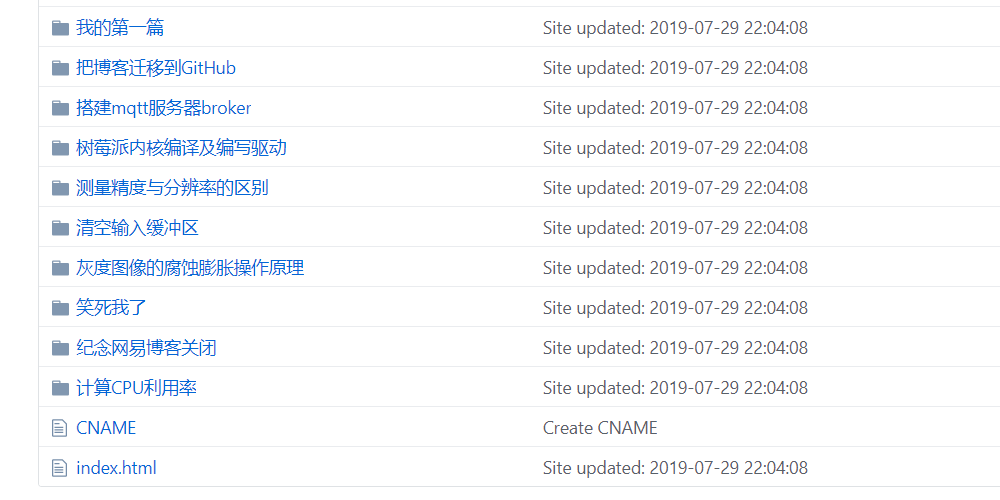 我的第一篇 Site updated: 2019-07-29 22:04:08
把博客迁移到GitHub Site updated: 2019-07-29 22:04:08
搭建mqtt服务器broker Site updated: 2019-07-29 22:04:08
树莓派内核编译及编写驱动 Site updated: 2019-07-29 22:04:08
测量精度与分辨率的区别 Site updated: 2019-07-29 22:04:08
清空输入缓冲区 Site updated: 2019-07-29 22:04:08
灰度图像的腐蚀膨胀操作原理 Site updated: 2019-07-29 22:04:08
笑死我了 Site updated: 2019-07-29 22:04:08
纪念网易博客关闭 Site updated: 2019-07-29 22:04:08
计算CPU利用率 Site updated: 2019-07-29 22:04:08
CNAME Create CNAME
index.html Site updated: 2019-07-29 22:04:08